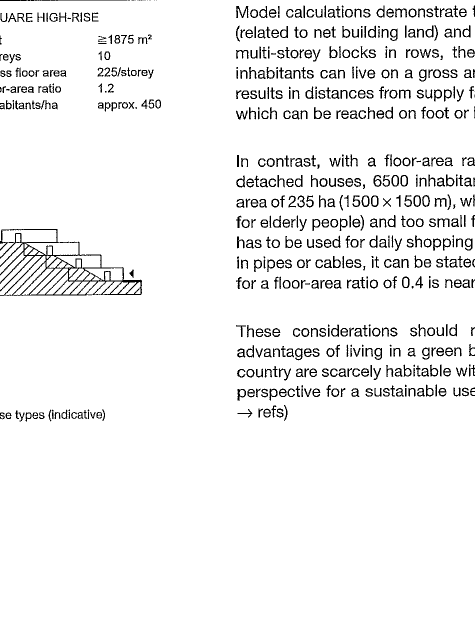 UARE HIGH-RISE
t ≧1875 m²
reys 10
ss floor area 225/storey
r-area ratio 1.2
abitants/ha approx. 450
se types (indicative)
Model calculations demonstrate t
(related to net building land) and
multi-storey blocks in rows, the
inhabitants can live on a gross ar
results in distances from supply fa
which can be reached on foot or i
In contrast, with a floor-area ra
detached houses, 6500 inhabitan
area of 235 ha (1500 × 1500 m), wh
for elderly people) and too small f
has to be used for daily shopping
in pipes or cables, it can be stated
for a floor-area ratio of 0.4 is near
These considerations should n
advantages of living in a green b
country are scarcely habitable wit
perspective for a sustainable use
→ refs)